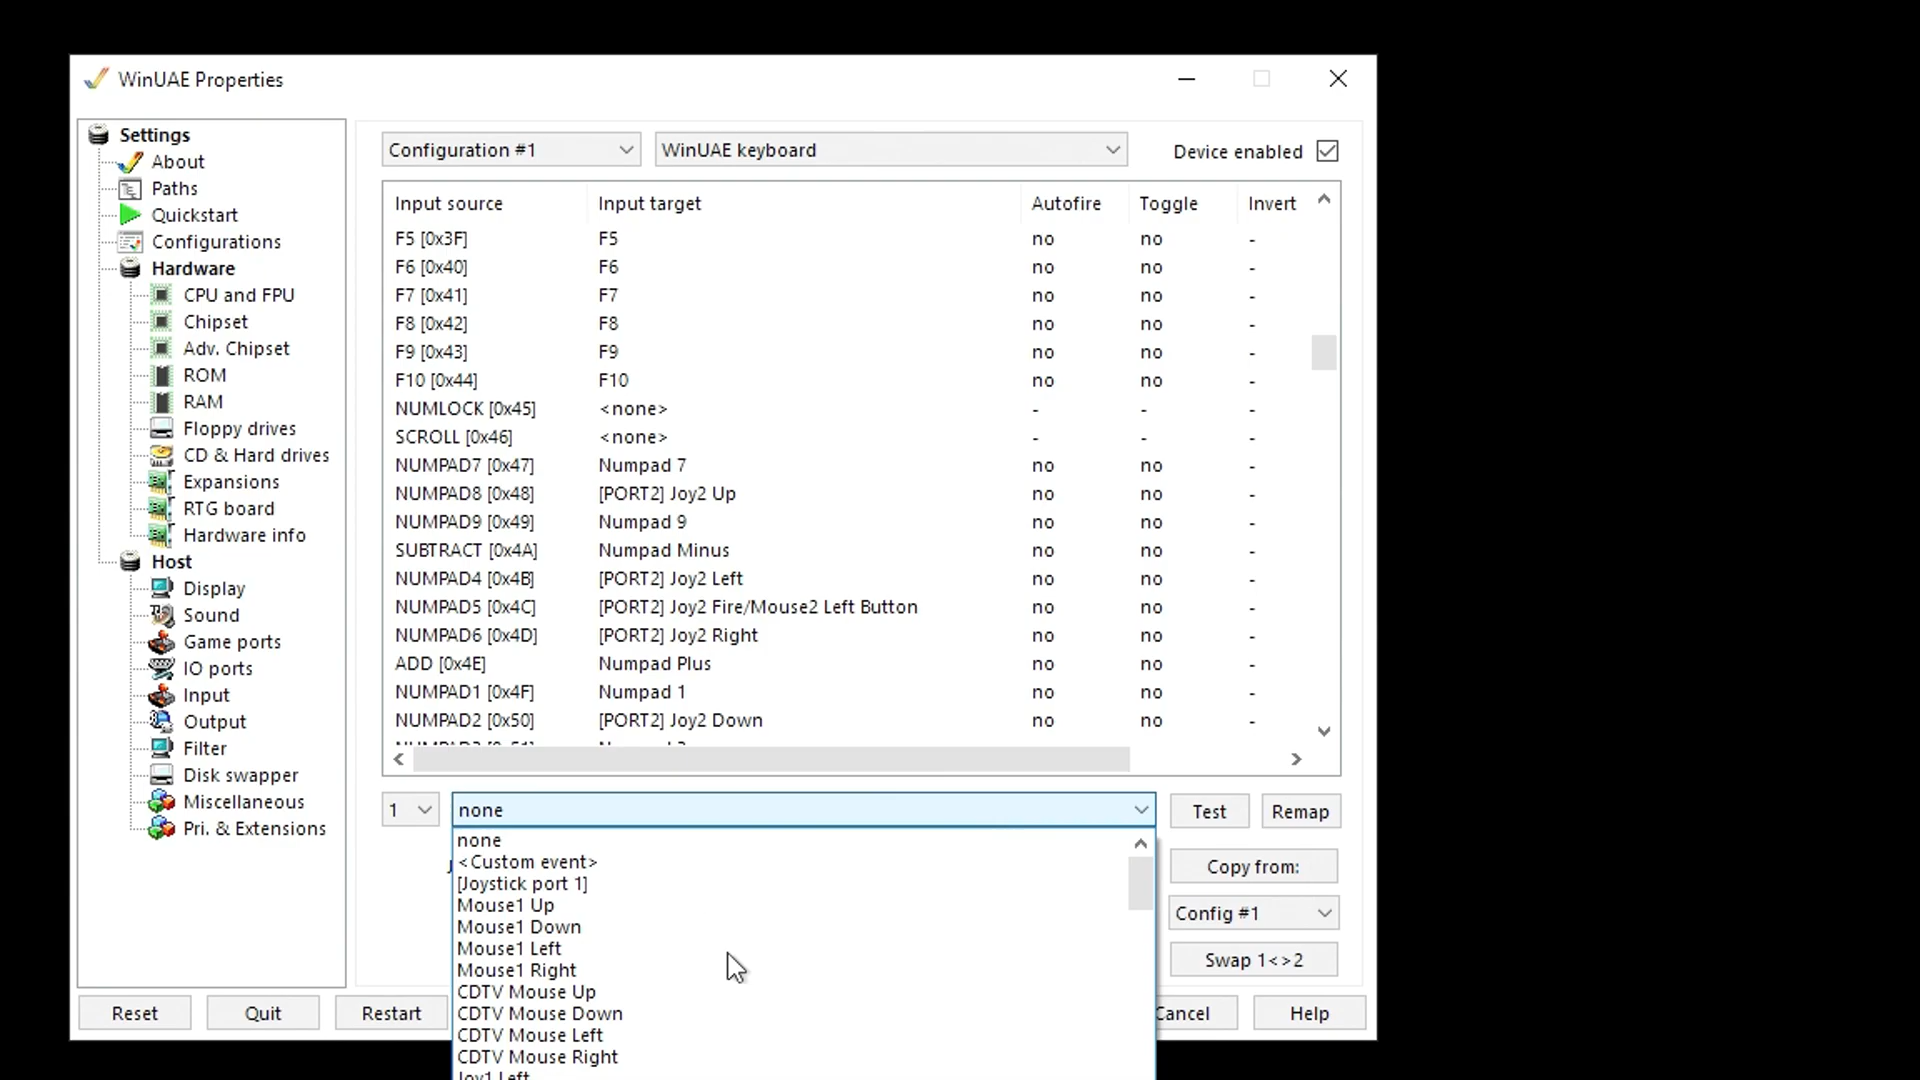 WinUAE Properties
Settings
About
Paths
Quickstart
Configurations
Hardware
CPU and FPU
Chipset
Adv. Chipset
ROM
RAM
Floppy drives
CD & Hard drives
Expansions
RTG board
Hardware info
Host
Display
Sound
Game ports
IO ports
Input
Output
Filter
Disk swapper
Miscellaneous
Pri. & Extensions
Configuration #1 WinUAE keyboard Device enabled
Input source Input target Autofire Toggle Invert
F5 [0x3F] F5 no no -
F6 [0x40] F6 no no -
F7 [0x41] F7 no no -
F8 [0x42] F8 no no -
F9 [0x43] F9 no no -
F10 [0x44] F10 no no -
NUMLOCK [0x45] <none> - - -
SCROLL [0x46] <none> - - -
NUMPAD7 [0x47] Numpad 7 no no -
NUMPAD8 [0x48] [PORT2] Joy2 Up no no -
NUMPAD9 [0x49] Numpad 9 no no -
SUBTRACT [0x4A] Numpad Minus no no -
NUMPAD4 [0x4B] [PORT2] Joy2 Left no no -
NUMPAD5 [0x4C] [PORT2] Joy2 Fire/Mouse2 Left Button no no -
NUMPAD6 [0x4D] [PORT2] Joy2 Right no no -
ADD [0x4E] Numpad Plus no no -
NUMPAD1 [0x4F] Numpad 1 no no -
NUMPAD2 [0x50] [PORT2] Joy2 Down no no -
1 none Test Remap
none
<Custom event>
[Joystick port 1]
Mouse1 Up
Mouse1 Down
Mouse1 Left
Mouse1 Right
CDTV Mouse Up
CDTV Mouse Down
CDTV Mouse Left
CDTV Mouse Right
Joy1 Left
Copy from:
Config #1
Swap 1<>2
Reset Quit Restart Cancel Help